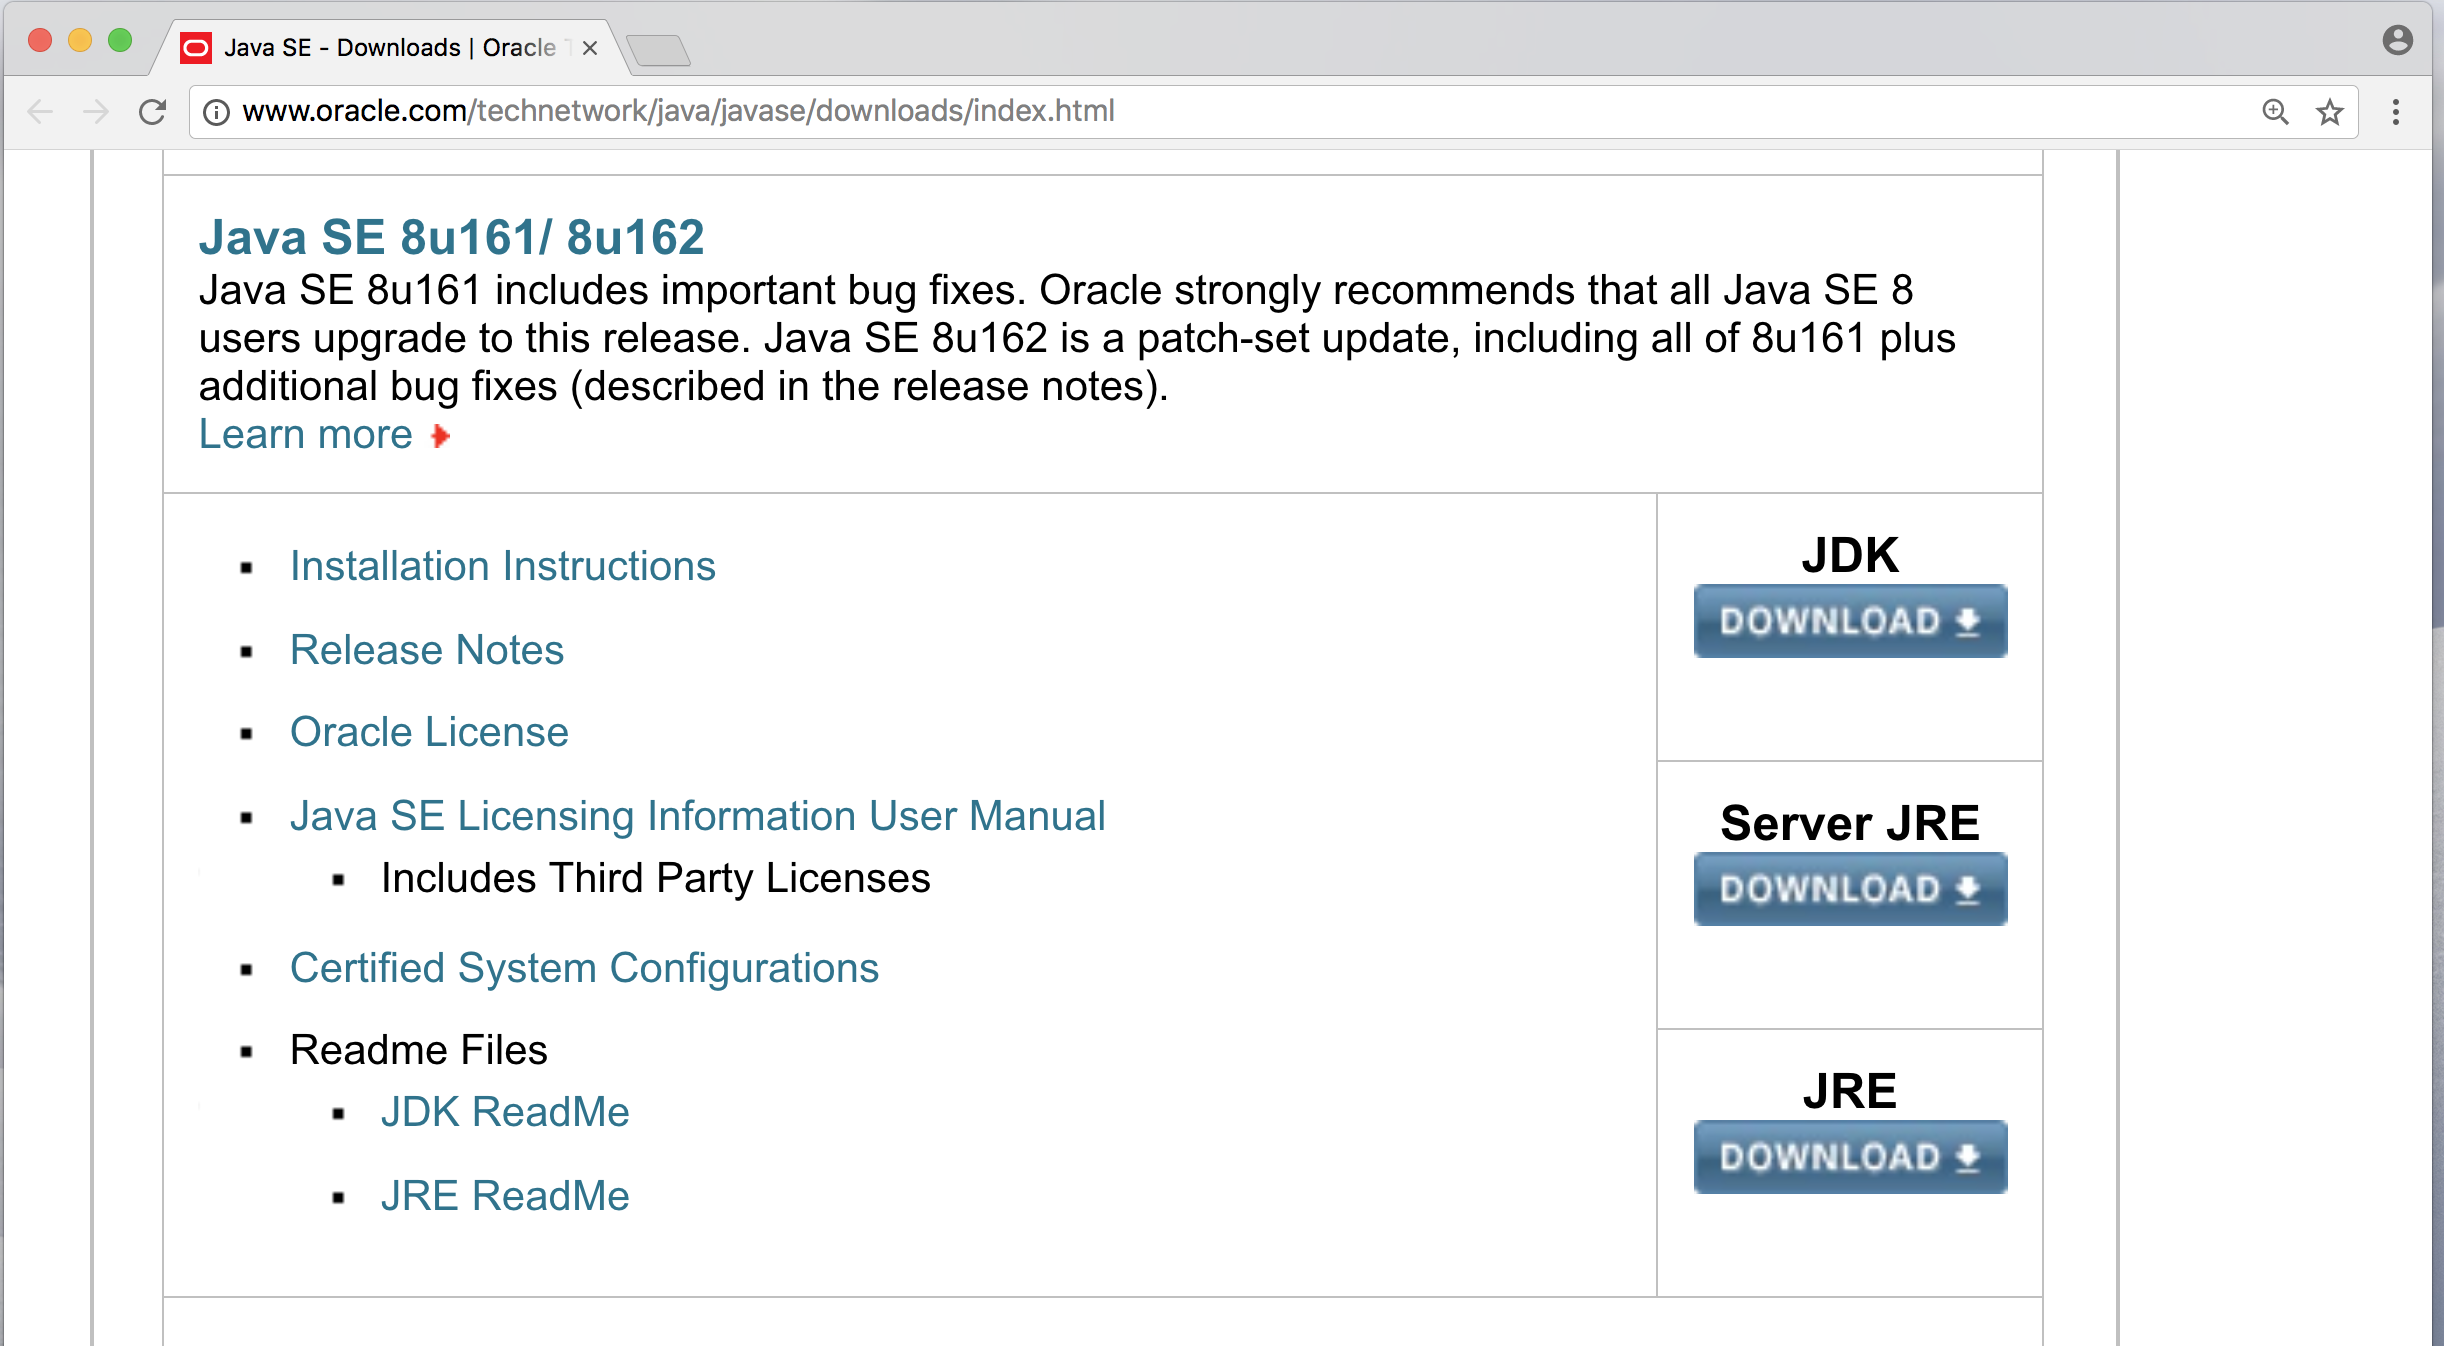 Java SE - Downloads | Oracle
www.oracle.com/technetwork/java/javase/downloads/index.html
Java SE 8u161/ 8u162
Java SE 8u161 includes important bug fixes. Oracle strongly recommends that all Java SE 8
users upgrade to this release. Java SE 8u162 is a patch-set update, including all of 8u161 plus
additional bug fixes (described in the release notes).
Learn more
Installation Instructions
Release Notes
Oracle License
Java SE Licensing Information User Manual
Includes Third Party Licenses
Certified System Configurations
Readme Files
JDK ReadMe
JRE ReadMe
JDK
DOWNLOAD
Server JRE
DOWNLOAD
JRE
DOWNLOAD